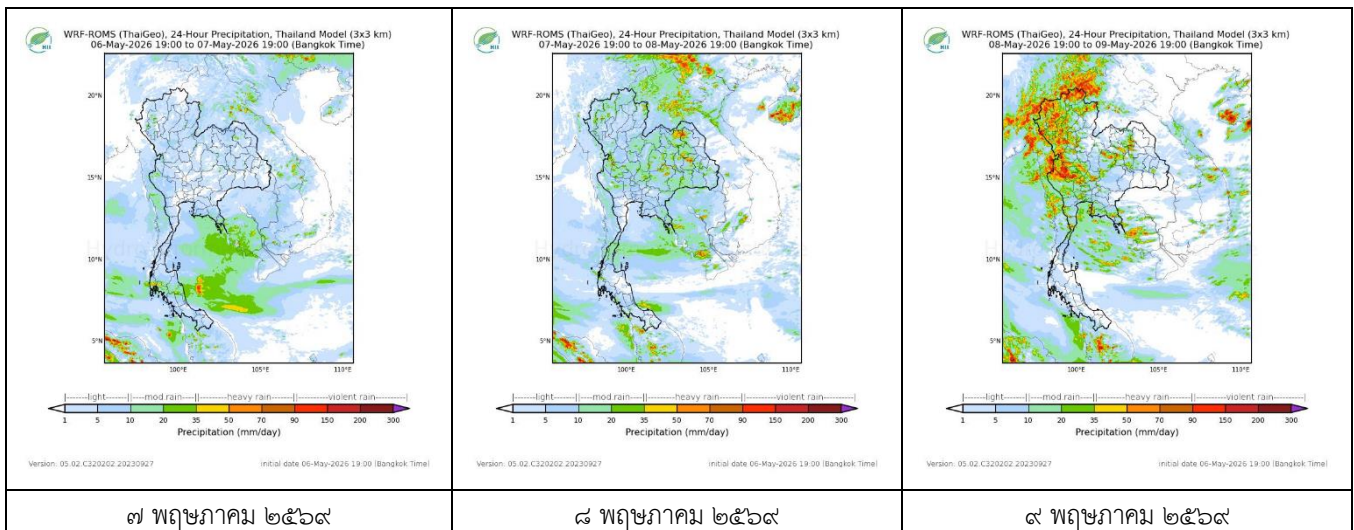 WRF-ROMS (ThaiGeo), 24-Hour Precipitation, Thailand Model (3x3 km)
06-May-2026 19:00 to 07-May-2026 19:00 (Bangkok Time)
20°N
15°N
10°N
5°N
100°E 105°E 110°E
|-------light-------||----mod rain----||-------heavy rain-------||-------violent rain-------|
1 5 10 20 35 50 70 90 150 200 300
Precipitation (mm/day)
Version: 05.02.C320202.20230927 initial date 06-May-2026 19:00 (Bangkok Time)
๗ พฤษภาคม ๒๕๖๙
WRF-ROMS (ThaiGeo), 24-Hour Precipitation, Thailand Model (3x3 km)
07-May-2026 19:00 to 08-May-2026 19:00 (Bangkok Time)
20°N
15°N
10°N
5°N
100°E 105°E 110°E
|-------light-------||----mod rain----||-------heavy rain-------||-------violent rain-------|
1 5 10 20 35 50 70 90 150 200 300
Precipitation (mm/day)
Version: 05.02.C320202.20230927 initial date 06-May-2026 19:00 (Bangkok Time)
๘ พฤษภาคม ๒๕๖๙
WRF-ROMS (ThaiGeo), 24-Hour Precipitation, Thailand Model (3x3 km)
08-May-2026 19:00 to 09-May-2026 19:00 (Bangkok Time)
20°N
15°N
10°N
5°N
100°E 105°E 110°E
|-------light-------||----mod rain----||-------heavy rain-------||-------violent rain-------|
1 5 10 20 35 50 70 90 150 200 300
Precipitation (mm/day)
Version: 05.02.C320202.20230927 initial date 06-May-2026 19:00 (Bangkok Time)
๙ พฤษภาคม ๒๕๖๙